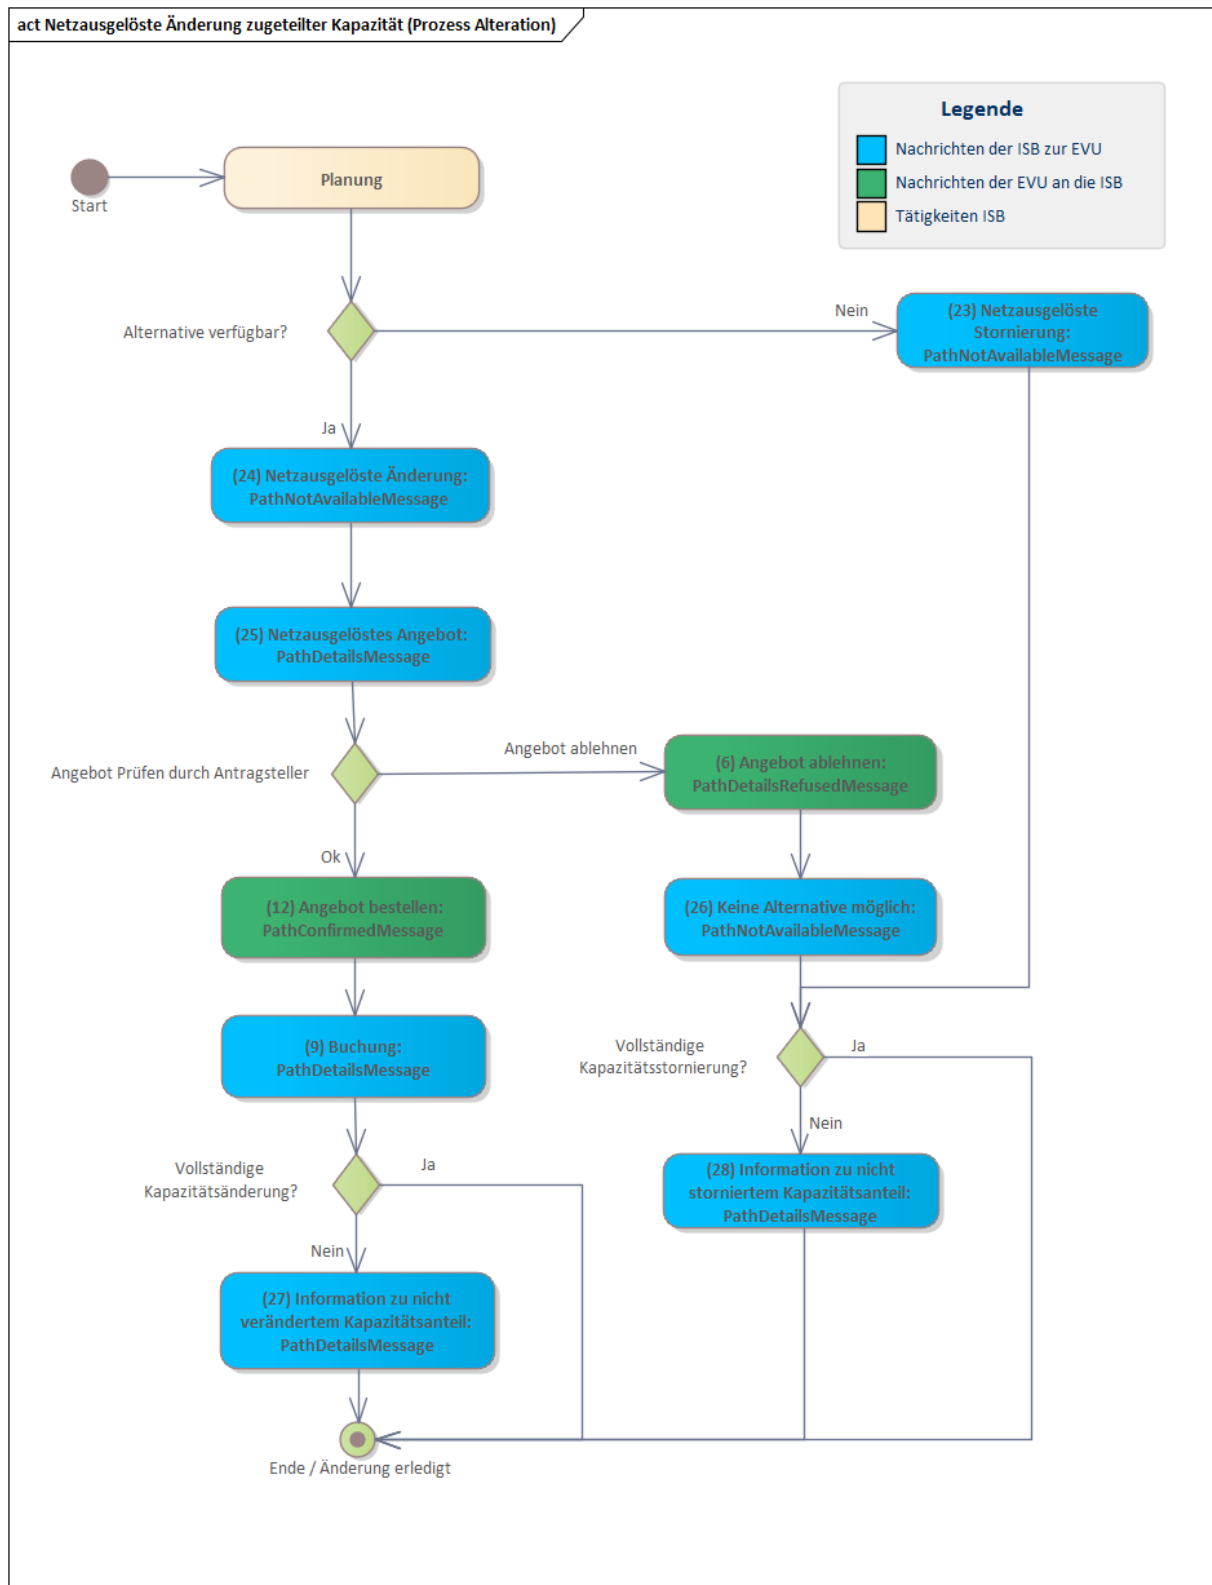 act Netzausgelöste Änderung zugeteilter Kapazität (Prozess Alteration)
Legende
Nachrichten der ISB zur EVU
Nachrichten der EVU an die ISB
Tätigkeiten ISB
Planung
Start
Alternative verfügbar?
Nein
(23) Netzausgelöste
Stornierung:
PathNotAvailableMessage
Ja
(24) Netzausgelöste Änderung:
PathNotAvailableMessage
(25) Netzausgelöstes Angebot:
PathDetailsMessage
Angebot Prüfen durch Antragsteller
Angebot ablehnen
(6) Angebot ablehnen:
PathDetailsRefusedMessage
Ok
(12) Angebot bestellen:
PathConfirmedMessage
(26) Keine Alternative möglich:
PathNotAvailableMessage
(9) Buchung:
PathDetailsMessage
Vollständige
Kapazitätsstornierung?
Ja
Nein
Vollständige
Kapazitätsänderung?
Ja
(28) Information zu nicht
storniertem Kapazitätsanteil:
PathDetailsMessage
Nein
(27) Information zu nicht
verändertem Kapazitätsanteil:
PathDetailsMessage
Ende / Änderung erledigt